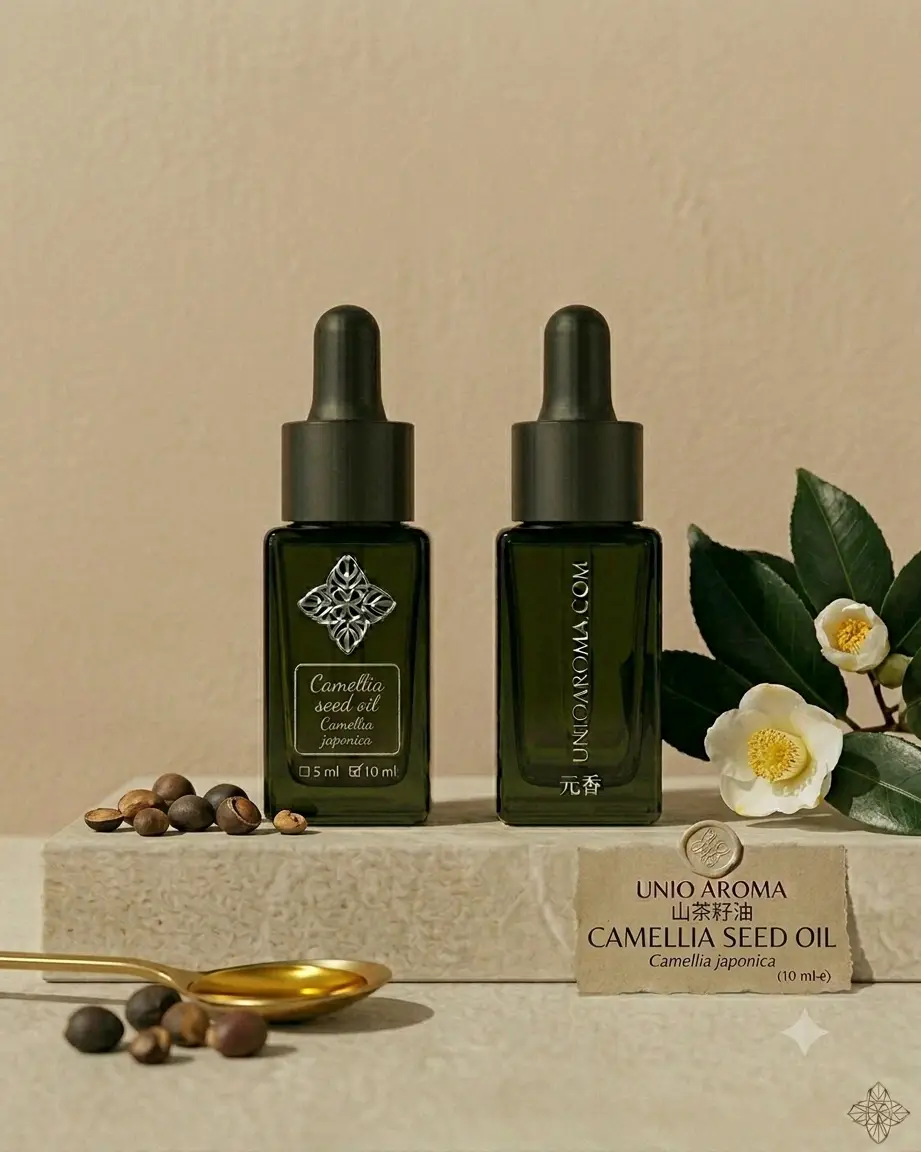 Camellia
seed oil
Camellia
japonica
☐ 5 ml ☑ 10 ml
UNIQAROMA.COM
元香
UNIO AROMA
山茶籽油
CAMELLIA SEED OIL
Camellia japonica
(10 ml-e)